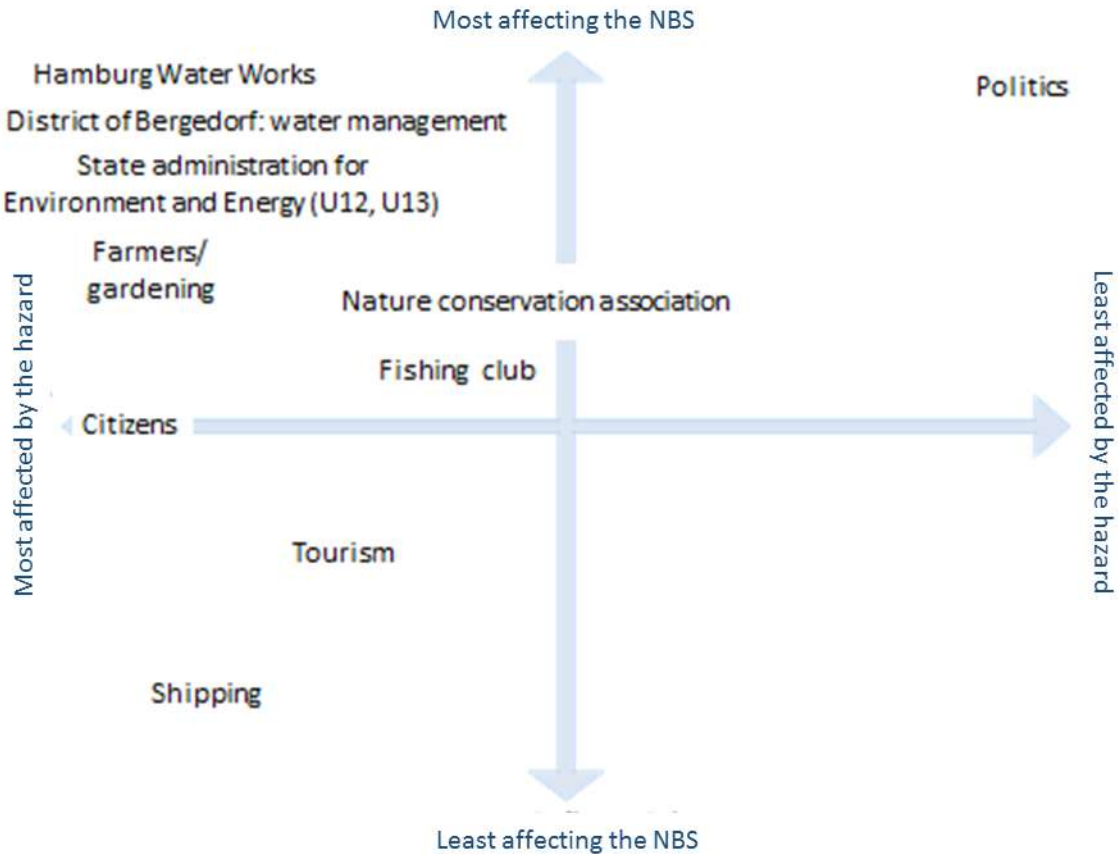 Most affecting the NBS
Hamburg Water Works
Politics
District of Bergedorf: water management
State administration for
Environment and Energy (U12, U13)
Farmers/
gardening
Most affected by the hazard
Least affected by the hazard
Nature conservation association
Fishing club
Citizens
Tourism
Shipping
Least affecting the NBS